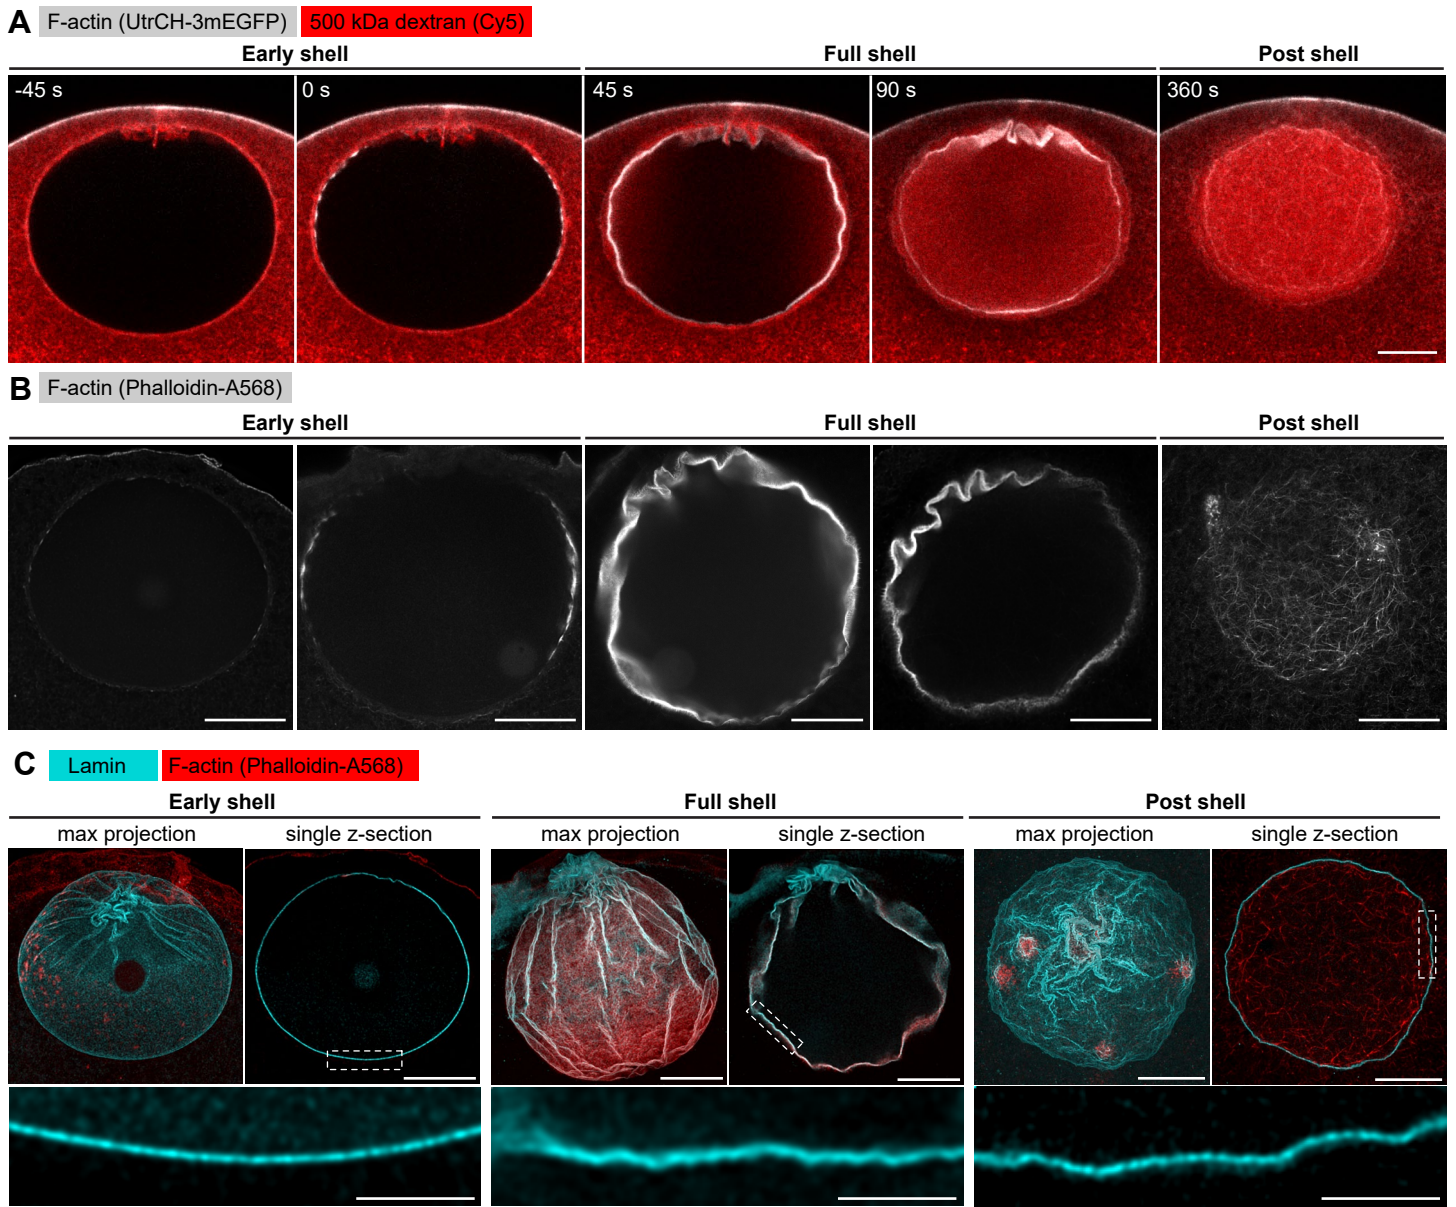 A F-actin (UtrCH-3mEGFP) 500 kDa dextran (Cy5)
Early shell Full shell Post shell
-45 s 0 s 45 s 90 s 360 s
B F-actin (Phalloidin-A568)
Early shell Full shell Post shell
C Lamin F-actin (Phalloidin-A568)
Early shell Full shell Post shell
max projection single z-section max projection single z-section max projection single z-section